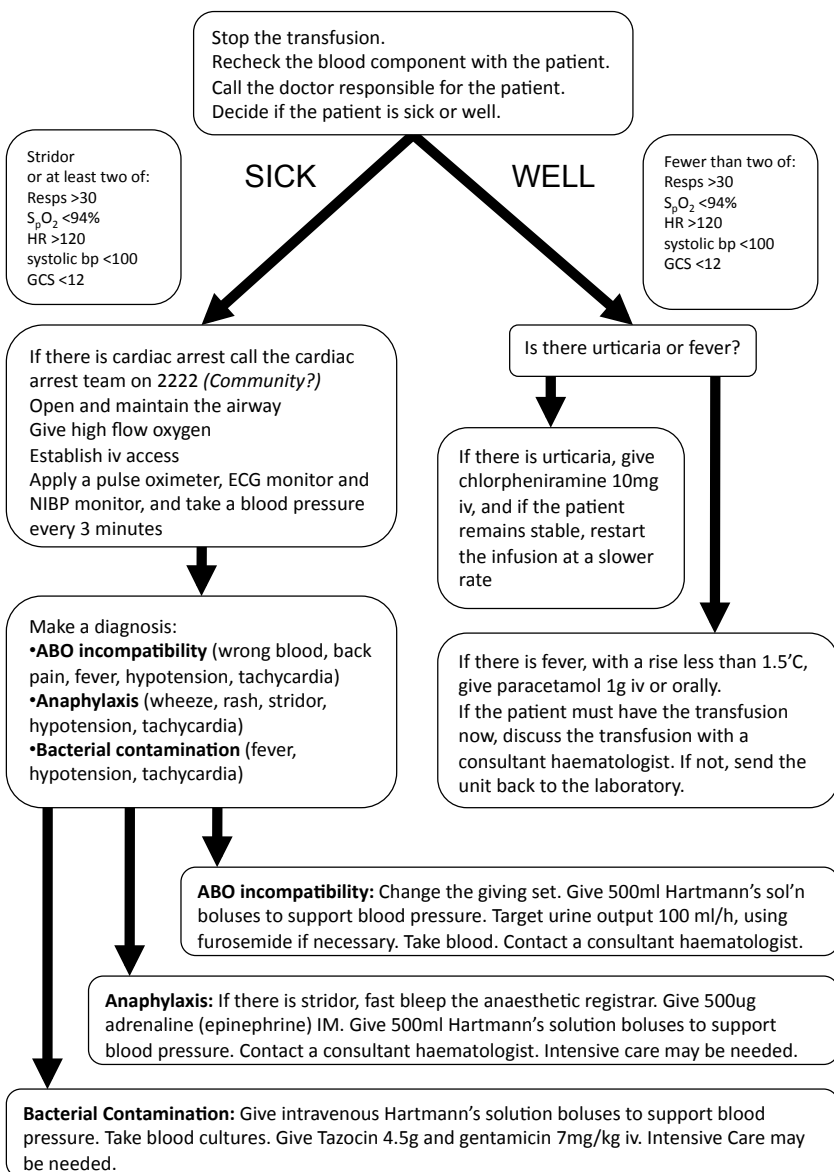 Stop the transfusion.
Recheck the blood component with the patient.
Call the doctor responsible for the patient.
Decide if the patient is sick or well.
Stridor
or at least two of:
Resps >30
SpO2 <94%
HR >120
systolic bp <100
GCS <12
SICK
WELL
Fewer than two of:
Resps >30
SpO2 <94%
HR >120
systolic bp <100
GCS <12
If there is cardiac arrest call the cardiac
arrest team on 2222 (Community?)
Open and maintain the airway
Give high flow oxygen
Establish iv access
Apply a pulse oximeter, ECG monitor and
NIBP monitor, and take a blood pressure
every 3 minutes
Is there urticaria or fever?
If there is urticaria, give
chlorpheniramine 10mg
iv, and if the patient
remains stable, restart
the infusion at a slower
rate
Make a diagnosis:
•ABO incompatibility (wrong blood, back
pain, fever, hypotension, tachycardia)
•Anaphylaxis (wheeze, rash, stridor,
hypotension, tachycardia)
•Bacterial contamination (fever,
hypotension, tachycardia)
If there is fever, with a rise less than 1.5'C,
give paracetamol 1g iv or orally.
If the patient must have the transfusion
now, discuss the transfusion with a
consultant haematologist. If not, send the
unit back to the laboratory.
ABO incompatibility: Change the giving set. Give 500ml Hartmann's sol'n
boluses to support blood pressure. Target urine output 100 ml/h, using
furosemide if necessary. Take blood. Contact a consultant haematologist.
Anaphylaxis: If there is stridor, fast bleep the anaesthetic registrar. Give 500ug
adrenaline (epinephrine) IM. Give 500ml Hartmann's solution boluses to support
blood pressure. Contact a consultant haematologist. Intensive care may be needed.
Bacterial Contamination: Give intravenous Hartmann's solution boluses to support blood
pressure. Take blood cultures. Give Tazocin 4.5g and gentamicin 7mg/kg iv. Intensive Care may
be needed.